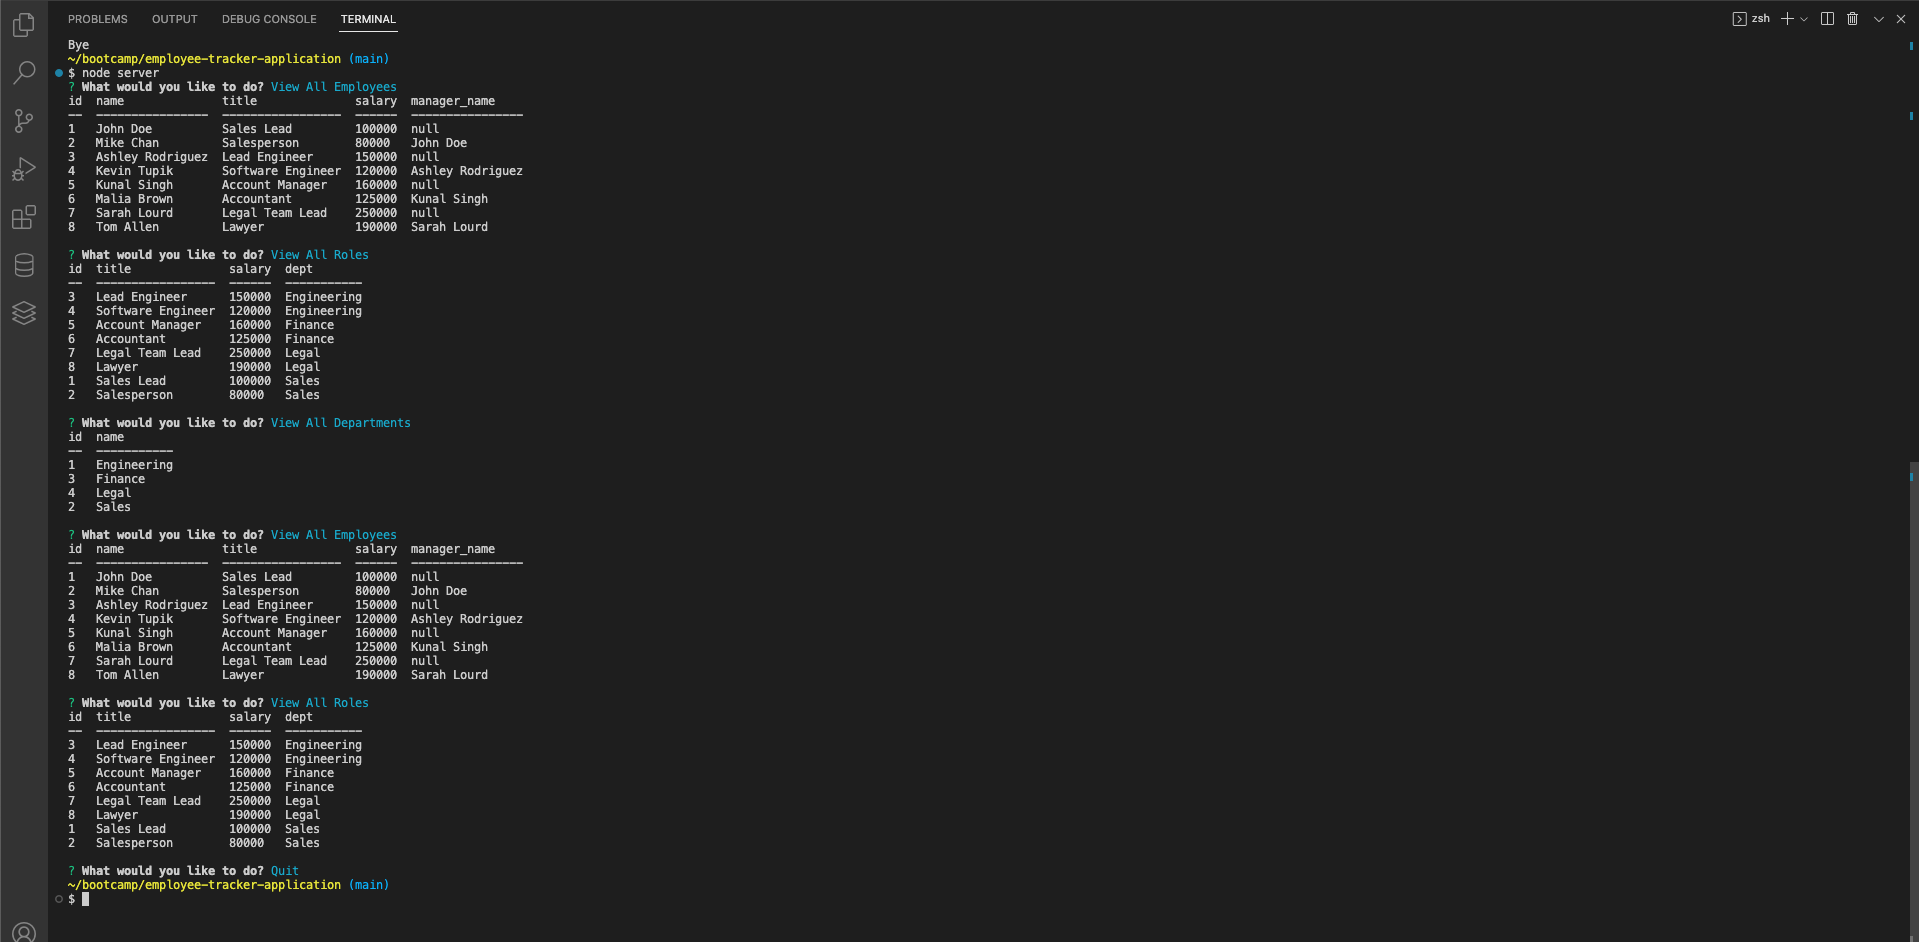 PROBLEMS OUTPUT DEBUG CONSOLE TERMINAL zsh
Bye
~/bootcamp/employee-tracker-application (main)
$ node server
? What would you like to do? View All Employees
id  name              title              salary  manager_name
--  ----------------  -----------------  ------  ----------------
1   John Doe          Sales Lead         100000  null
2   Mike Chan         Salesperson        80000   John Doe
3   Ashley Rodriguez  Lead Engineer      150000  null
4   Kevin Tupik       Software Engineer  120000  Ashley Rodriguez
5   Kunal Singh       Account Manager    160000  null
6   Malia Brown       Accountant         125000  Kunal Singh
7   Sarah Lourd       Legal Team Lead    250000  null
8   Tom Allen         Lawyer             190000  Sarah Lourd
? What would you like to do? View All Roles
id  title              salary  dept
--  -----------------  ------  -----------
3   Lead Engineer      150000  Engineering
4   Software Engineer  120000  Engineering
5   Account Manager    160000  Finance
6   Accountant         125000  Finance
7   Legal Team Lead    250000  Legal
8   Lawyer             190000  Legal
1   Sales Lead         100000  Sales
2   Salesperson        80000   Sales
? What would you like to do? View All Departments
id  name
--  -----------
1   Engineering
3   Finance
4   Legal
2   Sales
? What would you like to do? View All Employees
id  name              title              salary  manager_name
--  ----------------  -----------------  ------  ----------------
1   John Doe          Sales Lead         100000  null
2   Mike Chan         Salesperson        80000   John Doe
3   Ashley Rodriguez  Lead Engineer      150000  null
4   Kevin Tupik       Software Engineer  120000  Ashley Rodriguez
5   Kunal Singh       Account Manager    160000  null
6   Malia Brown       Accountant         125000  Kunal Singh
7   Sarah Lourd       Legal Team Lead    250000  null
8   Tom Allen         Lawyer             190000  Sarah Lourd
? What would you like to do? View All Roles
id  title              salary  dept
--  -----------------  ------  -----------
3   Lead Engineer      150000  Engineering
4   Software Engineer  120000  Engineering
5   Account Manager    160000  Finance
6   Accountant         125000  Finance
7   Legal Team Lead    250000  Legal
8   Lawyer             190000  Legal
1   Sales Lead         100000  Sales
2   Salesperson        80000   Sales
? What would you like to do? Quit
~/bootcamp/employee-tracker-application (main)
$